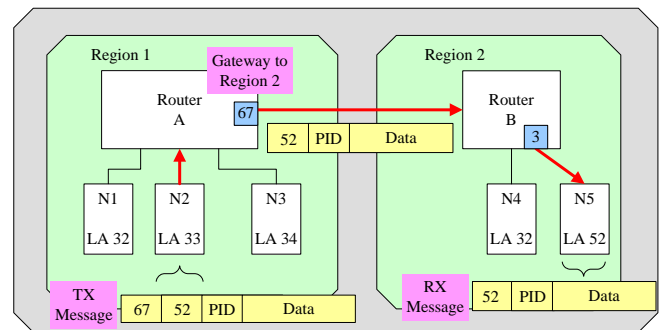 Region 1
Gateway to
Region 2
Router
A
67
52 PID Data
N1
LA 32
N2
LA 33
N3
LA 34
TX
Message
67 52 PID Data
Region 2
Router
B
3
N4
LA 32
N5
LA 52
RX
Message
52 PID Data